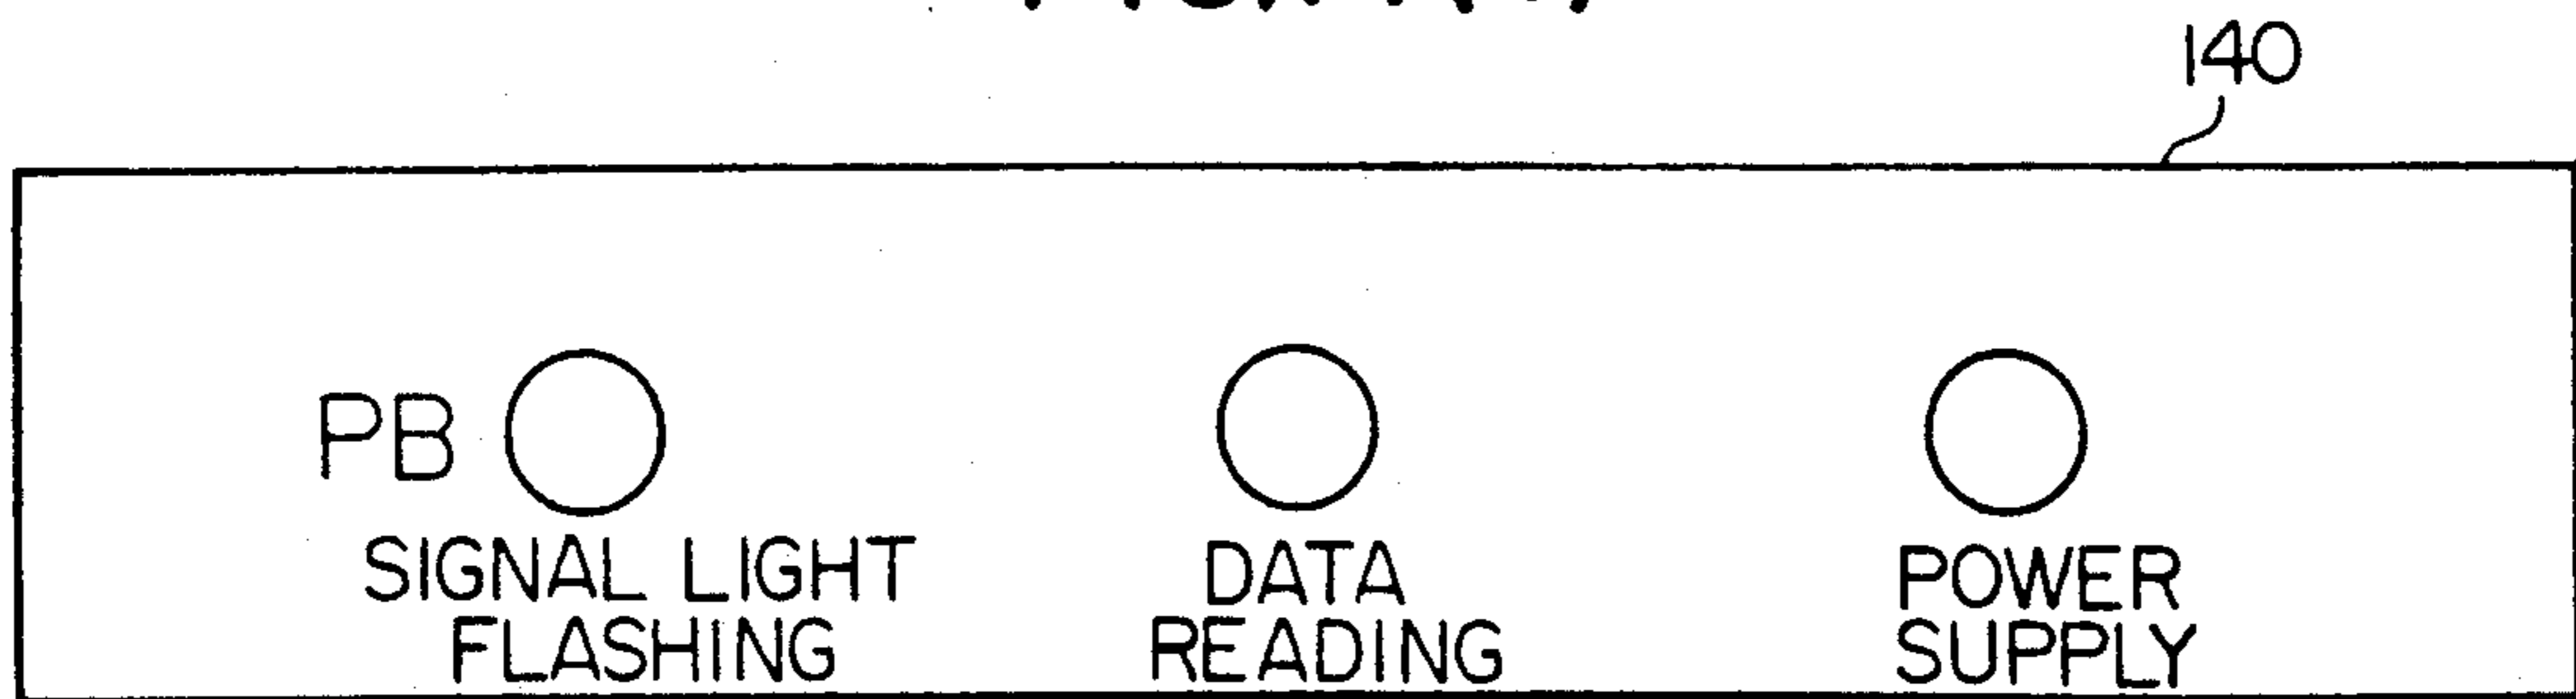 140
PB
SIGNAL LIGHT
FLASHING
DATA
READING
POWER
SUPPLY